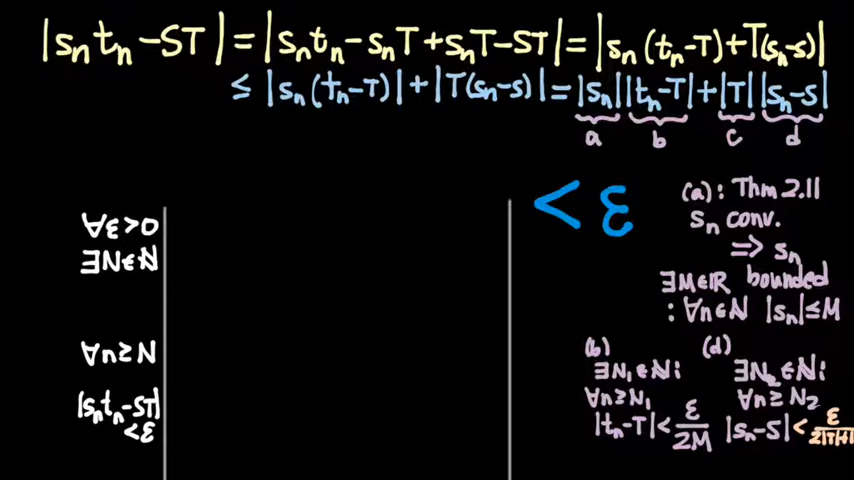 |sₙtₙ-ST|=|sₙtₙ-sₙT+sₙT-ST|=|sₙ(tₙ-T)+T(sₙ-s)|
≤ |sₙ(tₙ-T)|+|T(sₙ-s)|=|sₙ||tₙ-T|+|T||sₙ-s|
a b c d
< ε
∀ε>0
∃N∈ℕ
∀n≥N
|sₙtₙ-ST|
<ε
(a): Thm 2.11
sₙ conv.
=> sₙ
∃M∈ℝ bounded
: ∀n∈ℕ |sₙ|≤M
(b) (d)
∃N₁∈ℕ: ∃N₂∈ℕ:
∀n≥N₁ ∀n≥N₂
|tₙ-T|<ε/2M |sₙ-S|<ε/2|T|+1